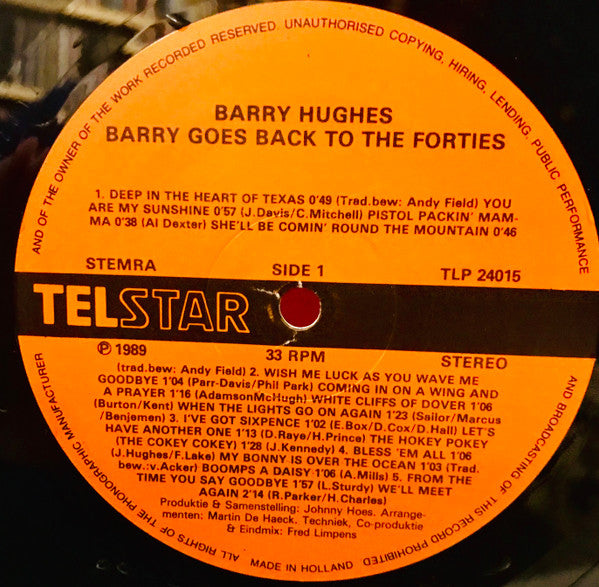 AND OF THE OWNER OF THE WORK RECORDED RESERVED. UNAUTHORISED COPYING, HIRING, LENDING, PUBLIC PERFORMANCE
BARRY HUGHES
BARRY GOES BACK TO THE FORTIES
1. DEEP IN THE HEART OF TEXAS 0'49 (Trad.bew: Andy Field) YOU
ARE MY SUNSHINE 0'57 (J.Davis/C.Mitchell) PISTOL PACKIN' MAM-
MA 0'38 (Al Dexter) SHE'LL BE COMIN' ROUND THE MOUNTAIN 0'46
STEMRA SIDE 1 TLP 24015
TELSTAR
℗ 1989 33 RPM STEREO
(trad.bew: Andy Field) 2. WISH ME LUCK AS YOU WAVE ME
GOODBYE 1'04 (Parr-Davis/Phil Park) COMING IN ON A WING AND
A PRAYER 1'16 (AdamsonMcHugh) WHITE CLIFFS OF DOVER 1'06
(Burton/Kent) WHEN THE LIGHTS GO ON AGAIN 1'23 (Sailor/Marcus
/Benjemen) 3. I'VE GOT SIXPENCE 1'02 (E.Box/D.Cox/D.Hall) LET'S
HAVE ANOTHER ONE 1'13 (D.Raye/H.Prince) THE HOKEY POKEY
(THE COKEY COKEY) 1'28 (J.Kennedy) 4. BLESS 'EM ALL 1'06
(J.Hughes/F.Lake) MY BONNY IS OVER THE OCEAN 1'03 (Trad.
bew.:v.Acker) BOOMPS A DAISY 1'06 (A.Mills) 5. FROM THE
TIME YOU SAY GOODBYE 1'57 (L.Sturdy) WE'LL MEET
AGAIN 2'14 (R.Parker/H.Charles)
Produktie & Samenstelling: Johnny Hoes. Arrange-
menten: Martin De Haeck, Techniek, Co-produktie
& Eindmix: Fred Limpens
AND BROADCASTING OF THIS RECORD PROHIBITED
MADE IN HOLLAND
ALL RIGHTS OF THE PHONOGRAPHIC MANUFACTURER